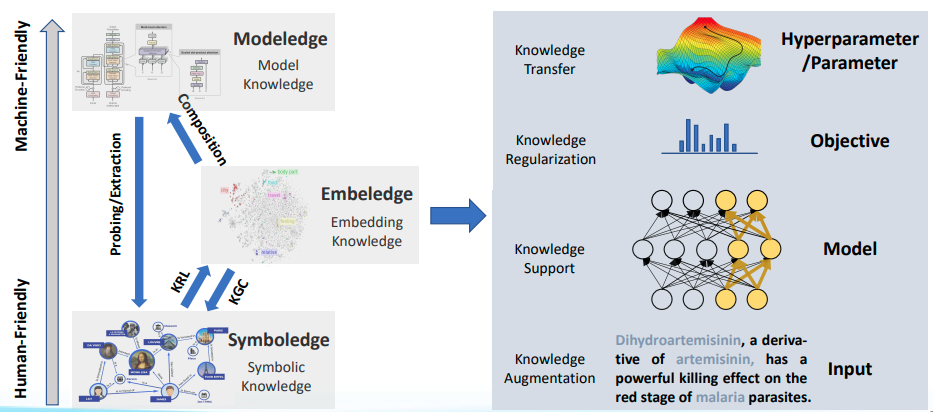 Machine-Friendly
Human-Friendly
Modeledge
Model
Knowledge
Composition
Probing/Extraction
Embeledge
Embedding
Knowledge
KRL
KGC
Symboledge
Symbolic
Knowledge
Knowledge
Transfer
Hyperparameter
/Parameter
Knowledge
Regularization
Objective
Knowledge
Support
Model
Knowledge
Augmentation
Dihydroartemisinin, a deriva-
tive of artemisinin, has a
powerful killing effect on the
red stage of malaria parasites.
Input